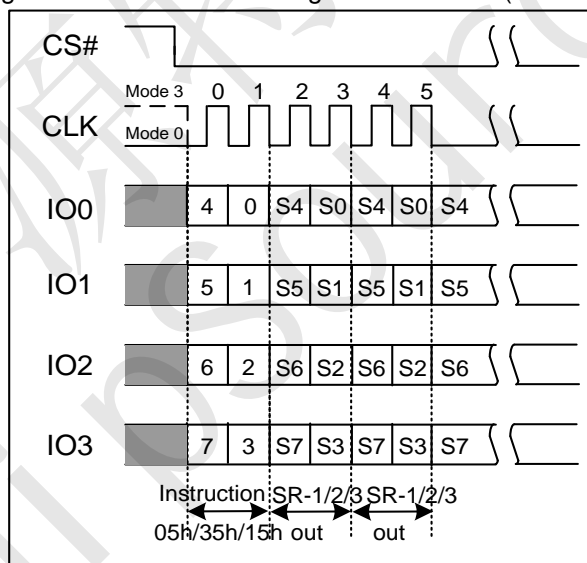 CS#
Mode 3 0 1 2 3 4 5
CLK
Mode 0
IO0 4 0 S4 S0 S4 S0 S4
IO1 5 1 S5 S1 S5 S1 S5
IO2 6 2 S6 S2 S6 S2 S6
IO3 7 3 S7 S3 S7 S3 S7
Instruction SR-1/2/3 SR-1/2/3
05h/35h/15h out out